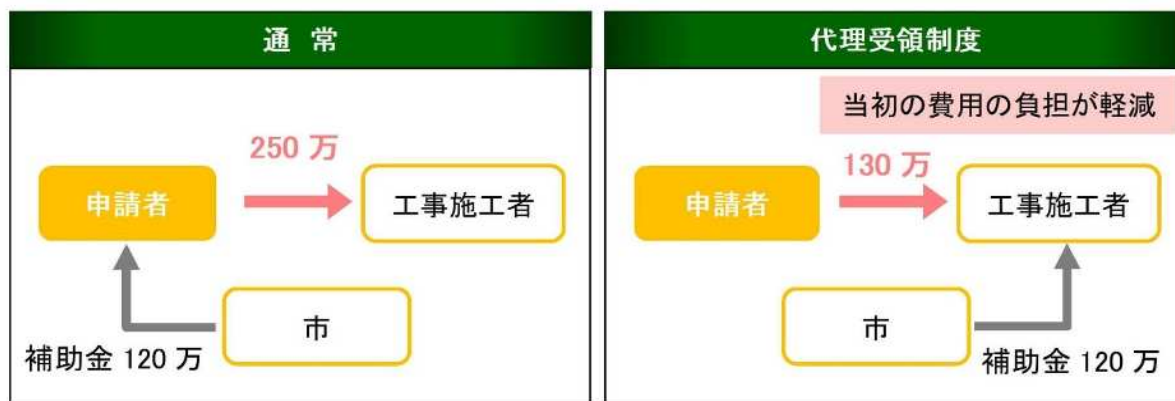 通 常
250 万
申請者
工事施工者
市
補助金 120 万
代理受領制度
当初の費用の負担が軽減
130 万
申請者
工事施工者
市
補助金 120 万